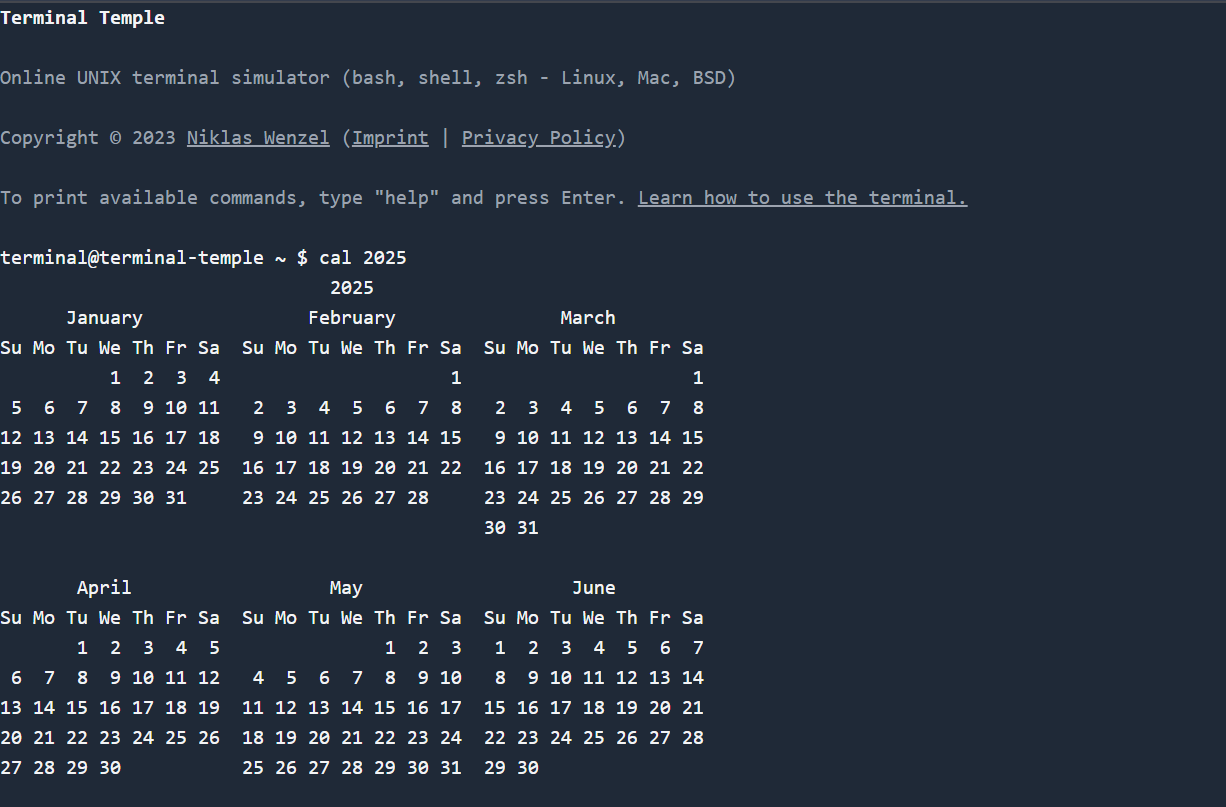 Terminal Temple
Online UNIX terminal simulator (bash, shell, zsh - Linux, Mac, BSD)
Copyright © 2023 Niklas Wenzel (Imprint | Privacy Policy)
To print available commands, type "help" and press Enter. Learn how to use the terminal.
terminal@terminal-temple ~ $ cal 2025
                              2025
      January               February               March
Su Mo Tu We Th Fr Sa  Su Mo Tu We Th Fr Sa  Su Mo Tu We Th Fr Sa
          1  2  3  4                     1                     1
 5  6  7  8  9 10 11   2  3  4  5  6  7  8   2  3  4  5  6  7  8
12 13 14 15 16 17 18   9 10 11 12 13 14 15   9 10 11 12 13 14 15
19 20 21 22 23 24 25  16 17 18 19 20 21 22  16 17 18 19 20 21 22
26 27 28 29 30 31     23 24 25 26 27 28     23 24 25 26 27 28 29
                                            30 31
       April                  May                   June
Su Mo Tu We Th Fr Sa  Su Mo Tu We Th Fr Sa  Su Mo Tu We Th Fr Sa
       1  2  3  4  5               1  2  3   1  2  3  4  5  6  7
 6  7  8  9 10 11 12   4  5  6  7  8  9 10   8  9 10 11 12 13 14
13 14 15 16 17 18 19  11 12 13 14 15 16 17  15 16 17 18 19 20 21
20 21 22 23 24 25 26  18 19 20 21 22 23 24  22 23 24 25 26 27 28
27 28 29 30           25 26 27 28 29 30 31  29 30